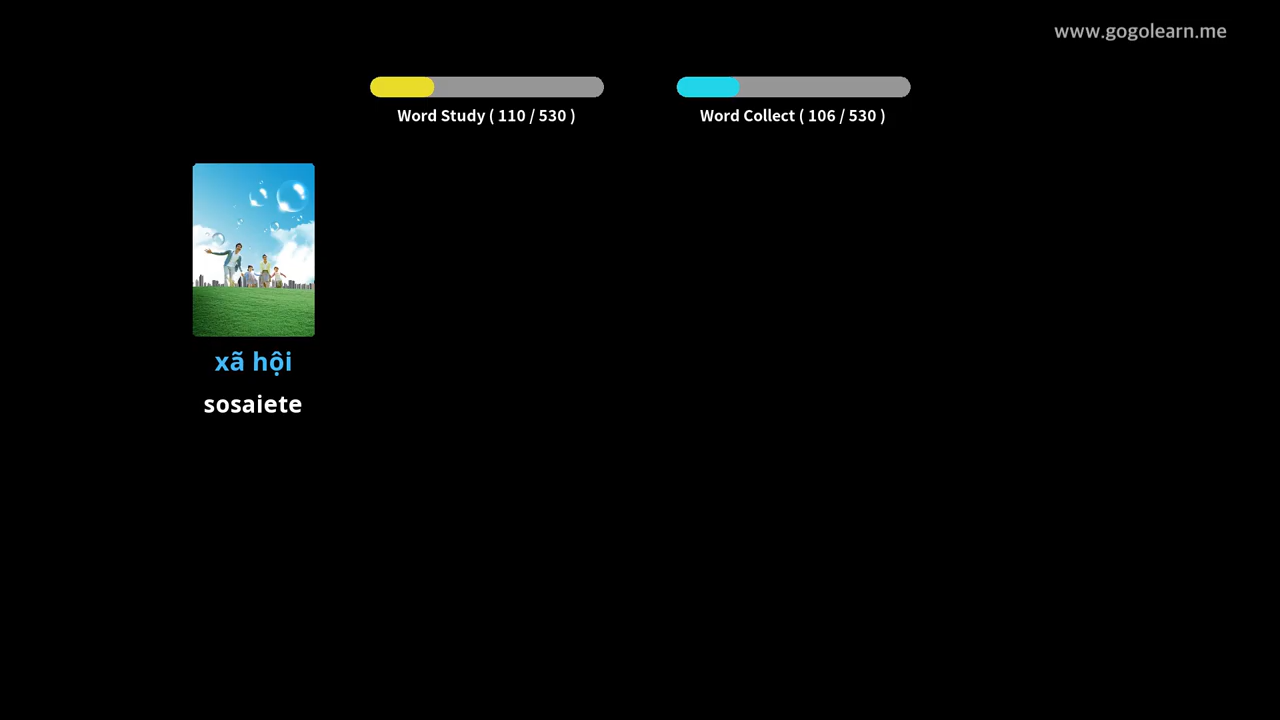 www.gogolearn.me
Word Study ( 110 / 530 )
Word Collect ( 106 / 530 )
xã hội
sosaiete